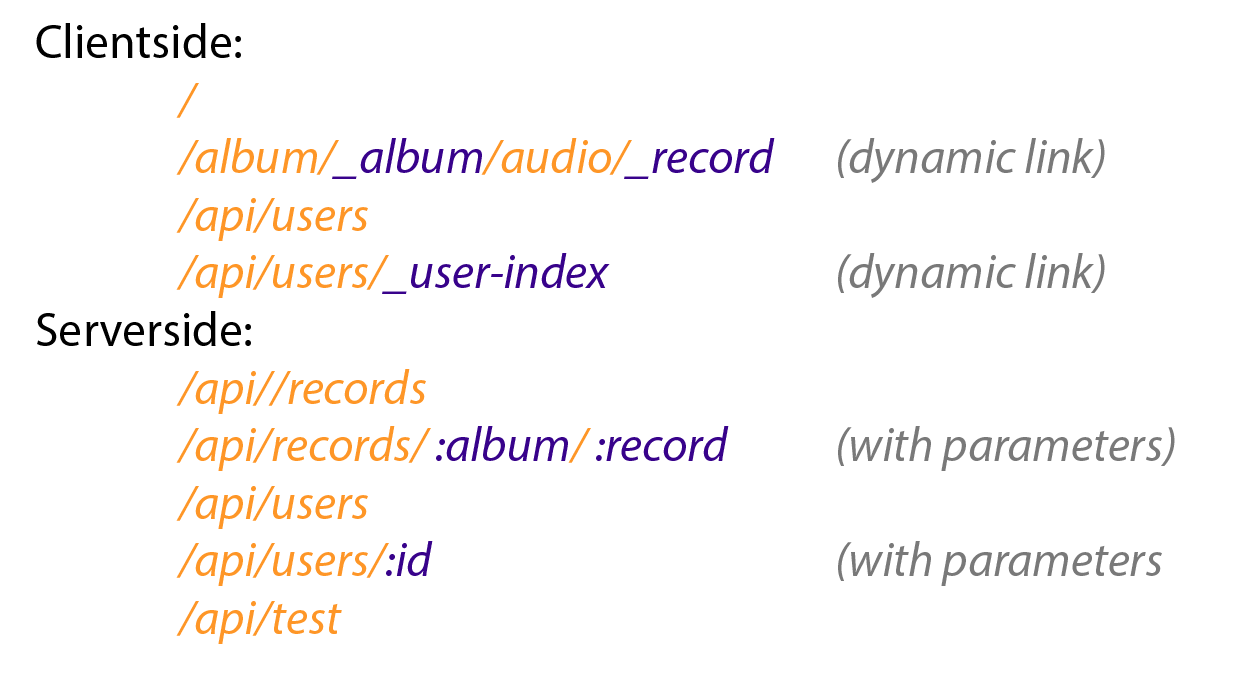 Clientside:
/
/album/_album/audio/_record (dynamic link)
/api/users
/api/users/_user-index (dynamic link)
Serverside:
/api//records
/api/records/ :album/ :record (with parameters)
/api/users
/api/users/:id (with parameters
/api/test